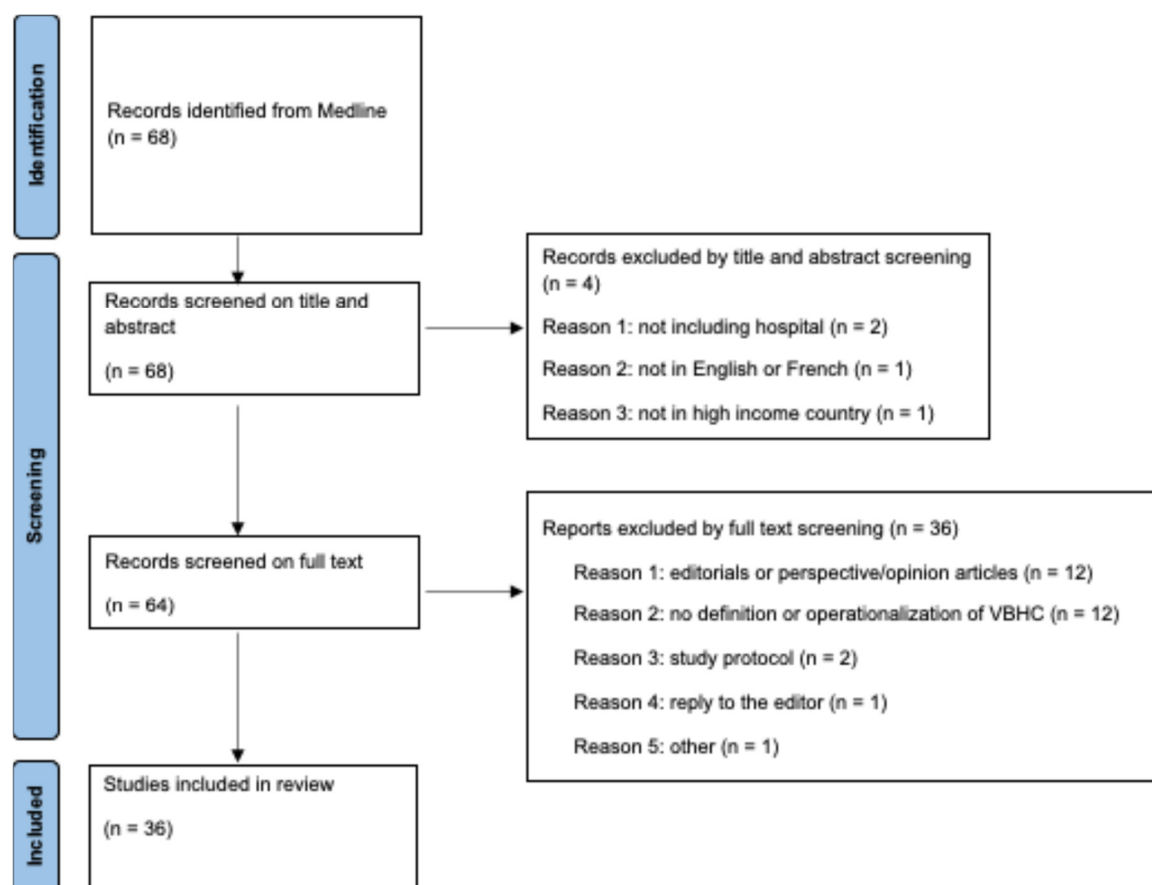 Identification
Records identified from Medline
(n = 68)
Screening
Records screened on title and
abstract
(n = 68)
Records excluded by title and abstract screening
(n = 4)
Reason 1: not including hospital (n = 2)
Reason 2: not in English or French (n = 1)
Reason 3: not in high income country (n = 1)
Records screened on full text
(n = 64)
Reports excluded by full text screening (n = 36)
Reason 1: editorials or perspective/opinion articles (n = 12)
Reason 2: no definition or operationalization of VBHC (n = 12)
Reason 3: study protocol (n = 2)
Reason 4: reply to the editor (n = 1)
Reason 5: other (n = 1)
Included
Studies included in review
(n = 36)